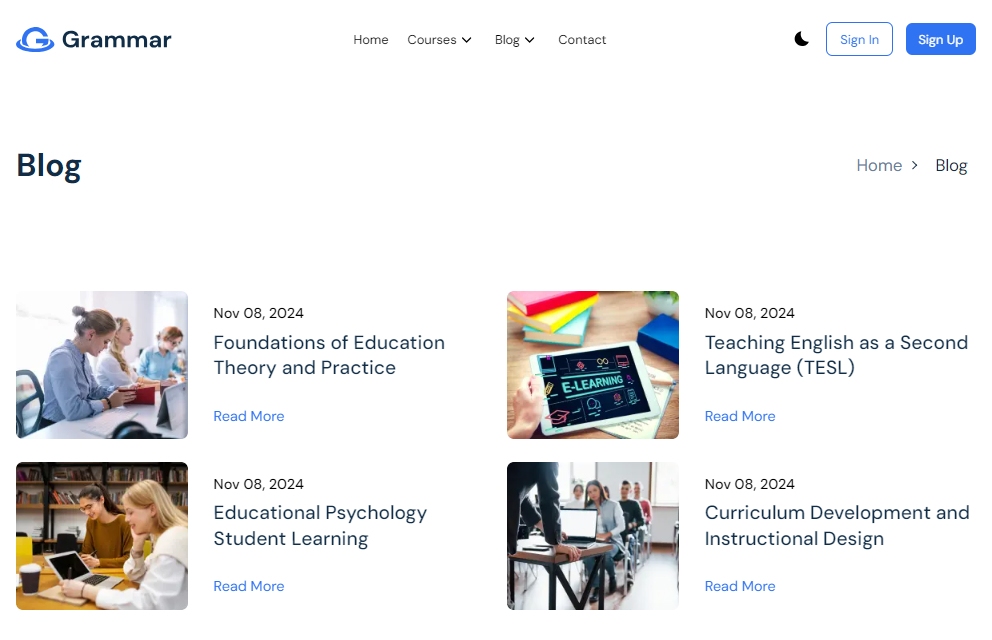 Grammar
Home Courses Blog Contact
Sign In
Sign Up
Blog
Home > Blog
Nov 08, 2024
Foundations of Education
Theory and Practice
Read More
E-LEARNING
Nov 08, 2024
Teaching English as a Second
Language (TESL)
Read More
Nov 08, 2024
Educational Psychology
Student Learning
Read More
Nov 08, 2024
Curriculum Development and
Instructional Design
Read More